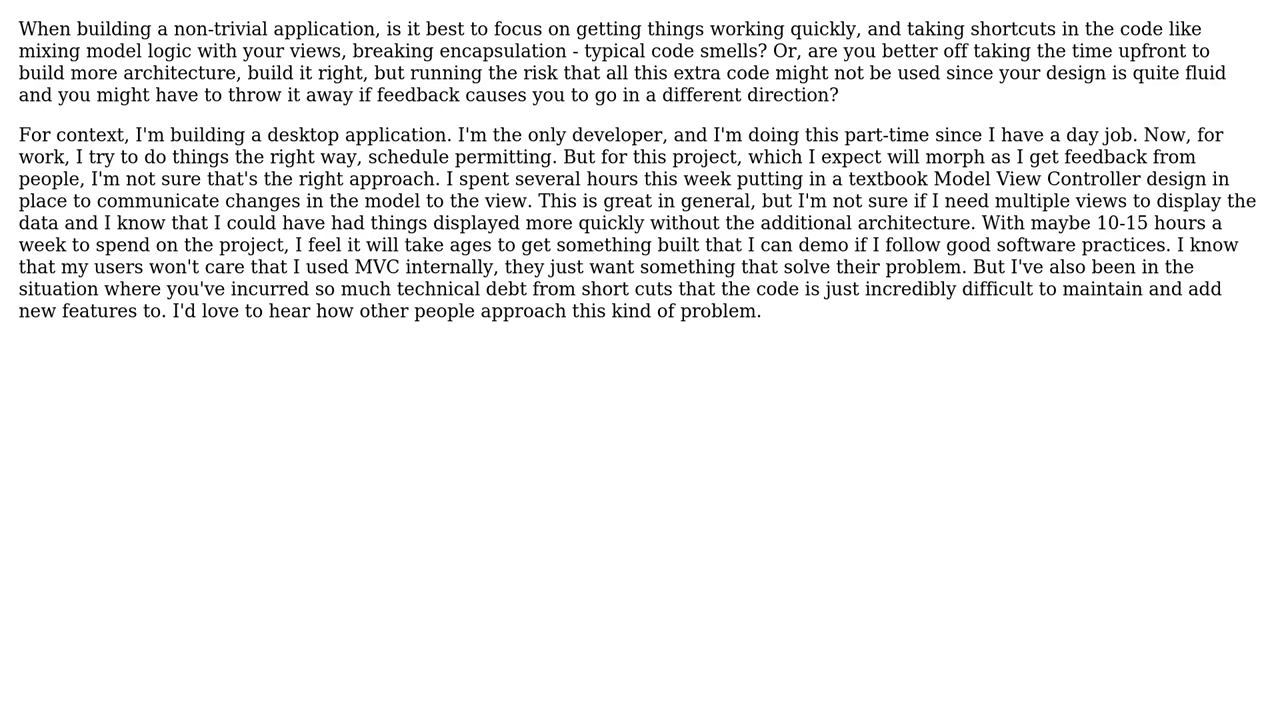 When building a non-trivial application, is it best to focus on getting things working quickly, and taking shortcuts in the code like
mixing model logic with your views, breaking encapsulation - typical code smells? Or, are you better off taking the time upfront to
build more architecture, build it right, but running the risk that all this extra code might not be used since your design is quite fluid
and you might have to throw it away if feedback causes you to go in a different direction?
For context, I'm building a desktop application. I'm the only developer, and I'm doing this part-time since I have a day job. Now, for
work, I try to do things the right way, schedule permitting. But for this project, which I expect will morph as I get feedback from
people, I'm not sure that's the right approach. I spent several hours this week putting in a textbook Model View Controller design in
place to communicate changes in the model to the view. This is great in general, but I'm not sure if I need multiple views to display the
data and I know that I could have had things displayed more quickly without the additional architecture. With maybe 10-15 hours a
week to spend on the project, I feel it will take ages to get something built that I can demo if I follow good software practices. I know
that my users won't care that I used MVC internally, they just want something that solve their problem. But I've also been in the
situation where you've incurred so much technical debt from short cuts that the code is just incredibly difficult to maintain and add
new features to. I'd love to hear how other people approach this kind of problem.